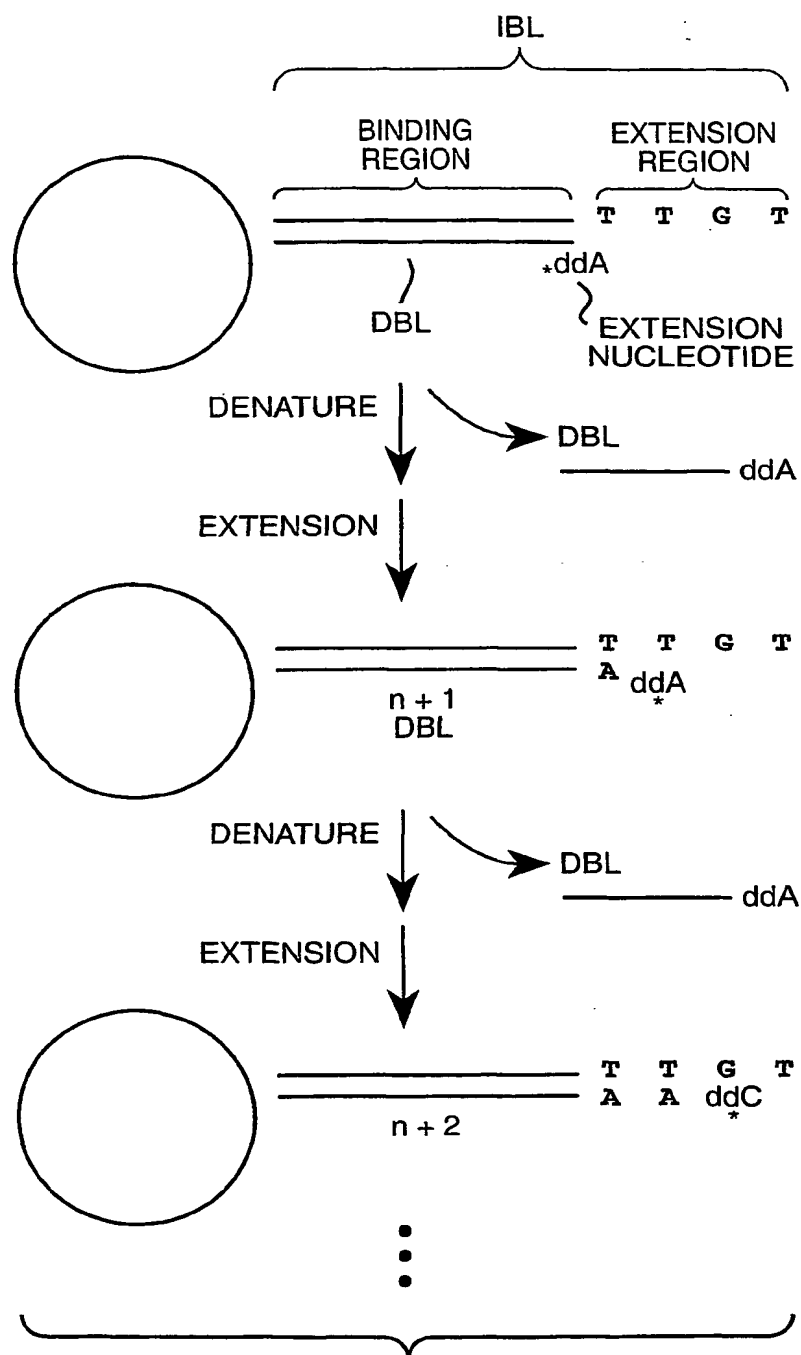 IBL
BINDING
REGION
EXTENSION
REGION
T T G T
*ddA
DBL
EXTENSION
NUCLEOTIDE
DENATURE
DBL
ddA
EXTENSION
T T G T
A ddA
*
n + 1
DBL
DENATURE
DBL
ddA
EXTENSION
T T G T
A A ddC
*
n + 2